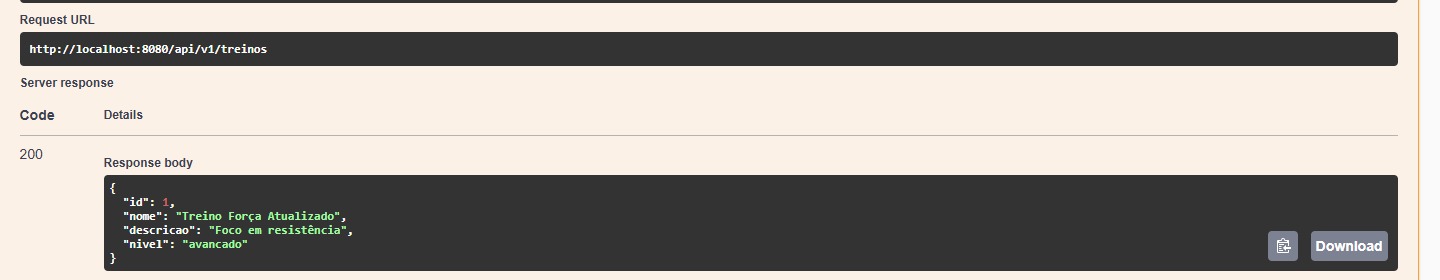 Request URL
http://localhost:8080/api/v1/treinos
Server response
Code Details
200
Response body
{
"id": 1,
"nome": "Treino Força Atualizado",
"descricao": "Foco em resistência",
"nivel": "avancado"
}
Download